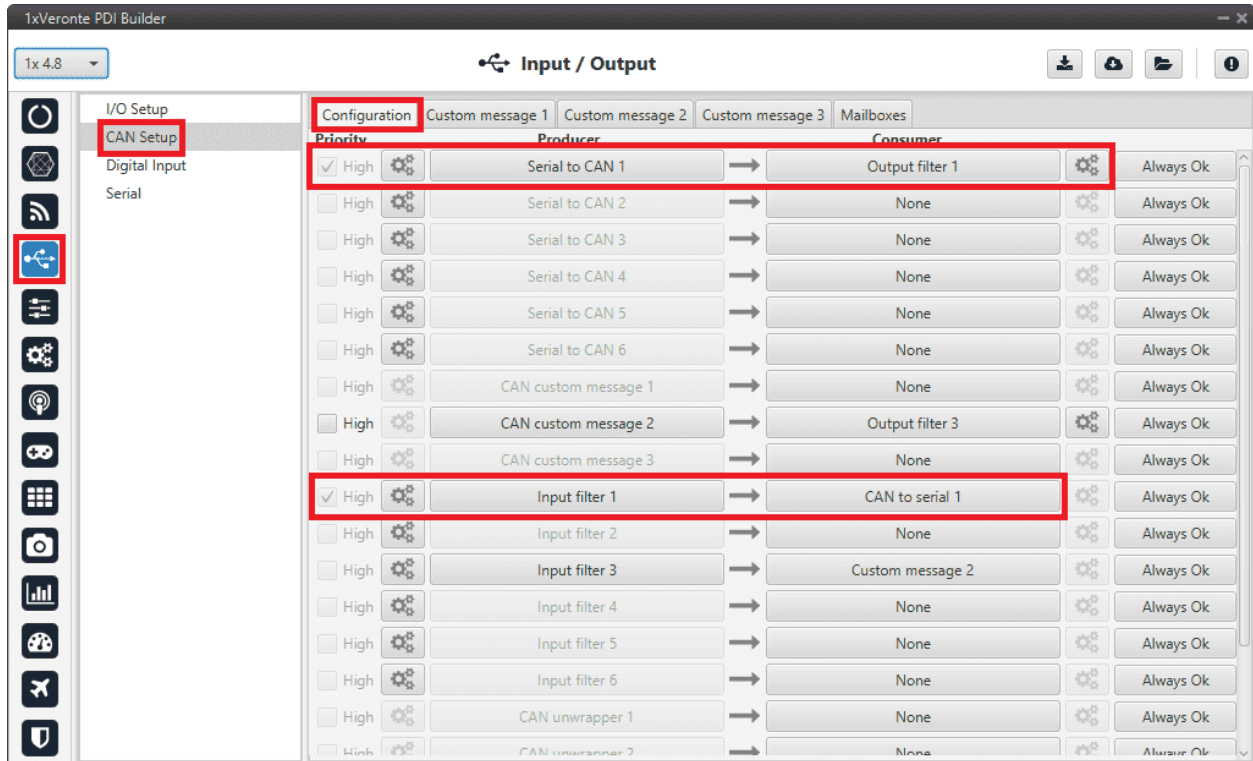 1xVeronte PDI Builder
1x 4.8
Input / Output
I/O Setup
CAN Setup
Digital Input
Serial
Configuration Custom message 1 Custom message 2 Custom message 3 Mailboxes
Priority Producer Consumer
High Serial to CAN 1 Output filter 1 Always Ok
High Serial to CAN 2 None Always Ok
High Serial to CAN 3 None Always Ok
High Serial to CAN 4 None Always Ok
High Serial to CAN 5 None Always Ok
High Serial to CAN 6 None Always Ok
High CAN custom message 1 None Always Ok
High CAN custom message 2 Output filter 3 Always Ok
High CAN custom message 3 None Always Ok
High Input filter 1 CAN to serial 1 Always Ok
High Input filter 2 None Always Ok
High Input filter 3 Custom message 2 Always Ok
High Input filter 4 None Always Ok
High Input filter 5 None Always Ok
High Input filter 6 None Always Ok
High CAN unwrapper 1 None Always Ok
High CAN unwrapper 2 None Always Ok